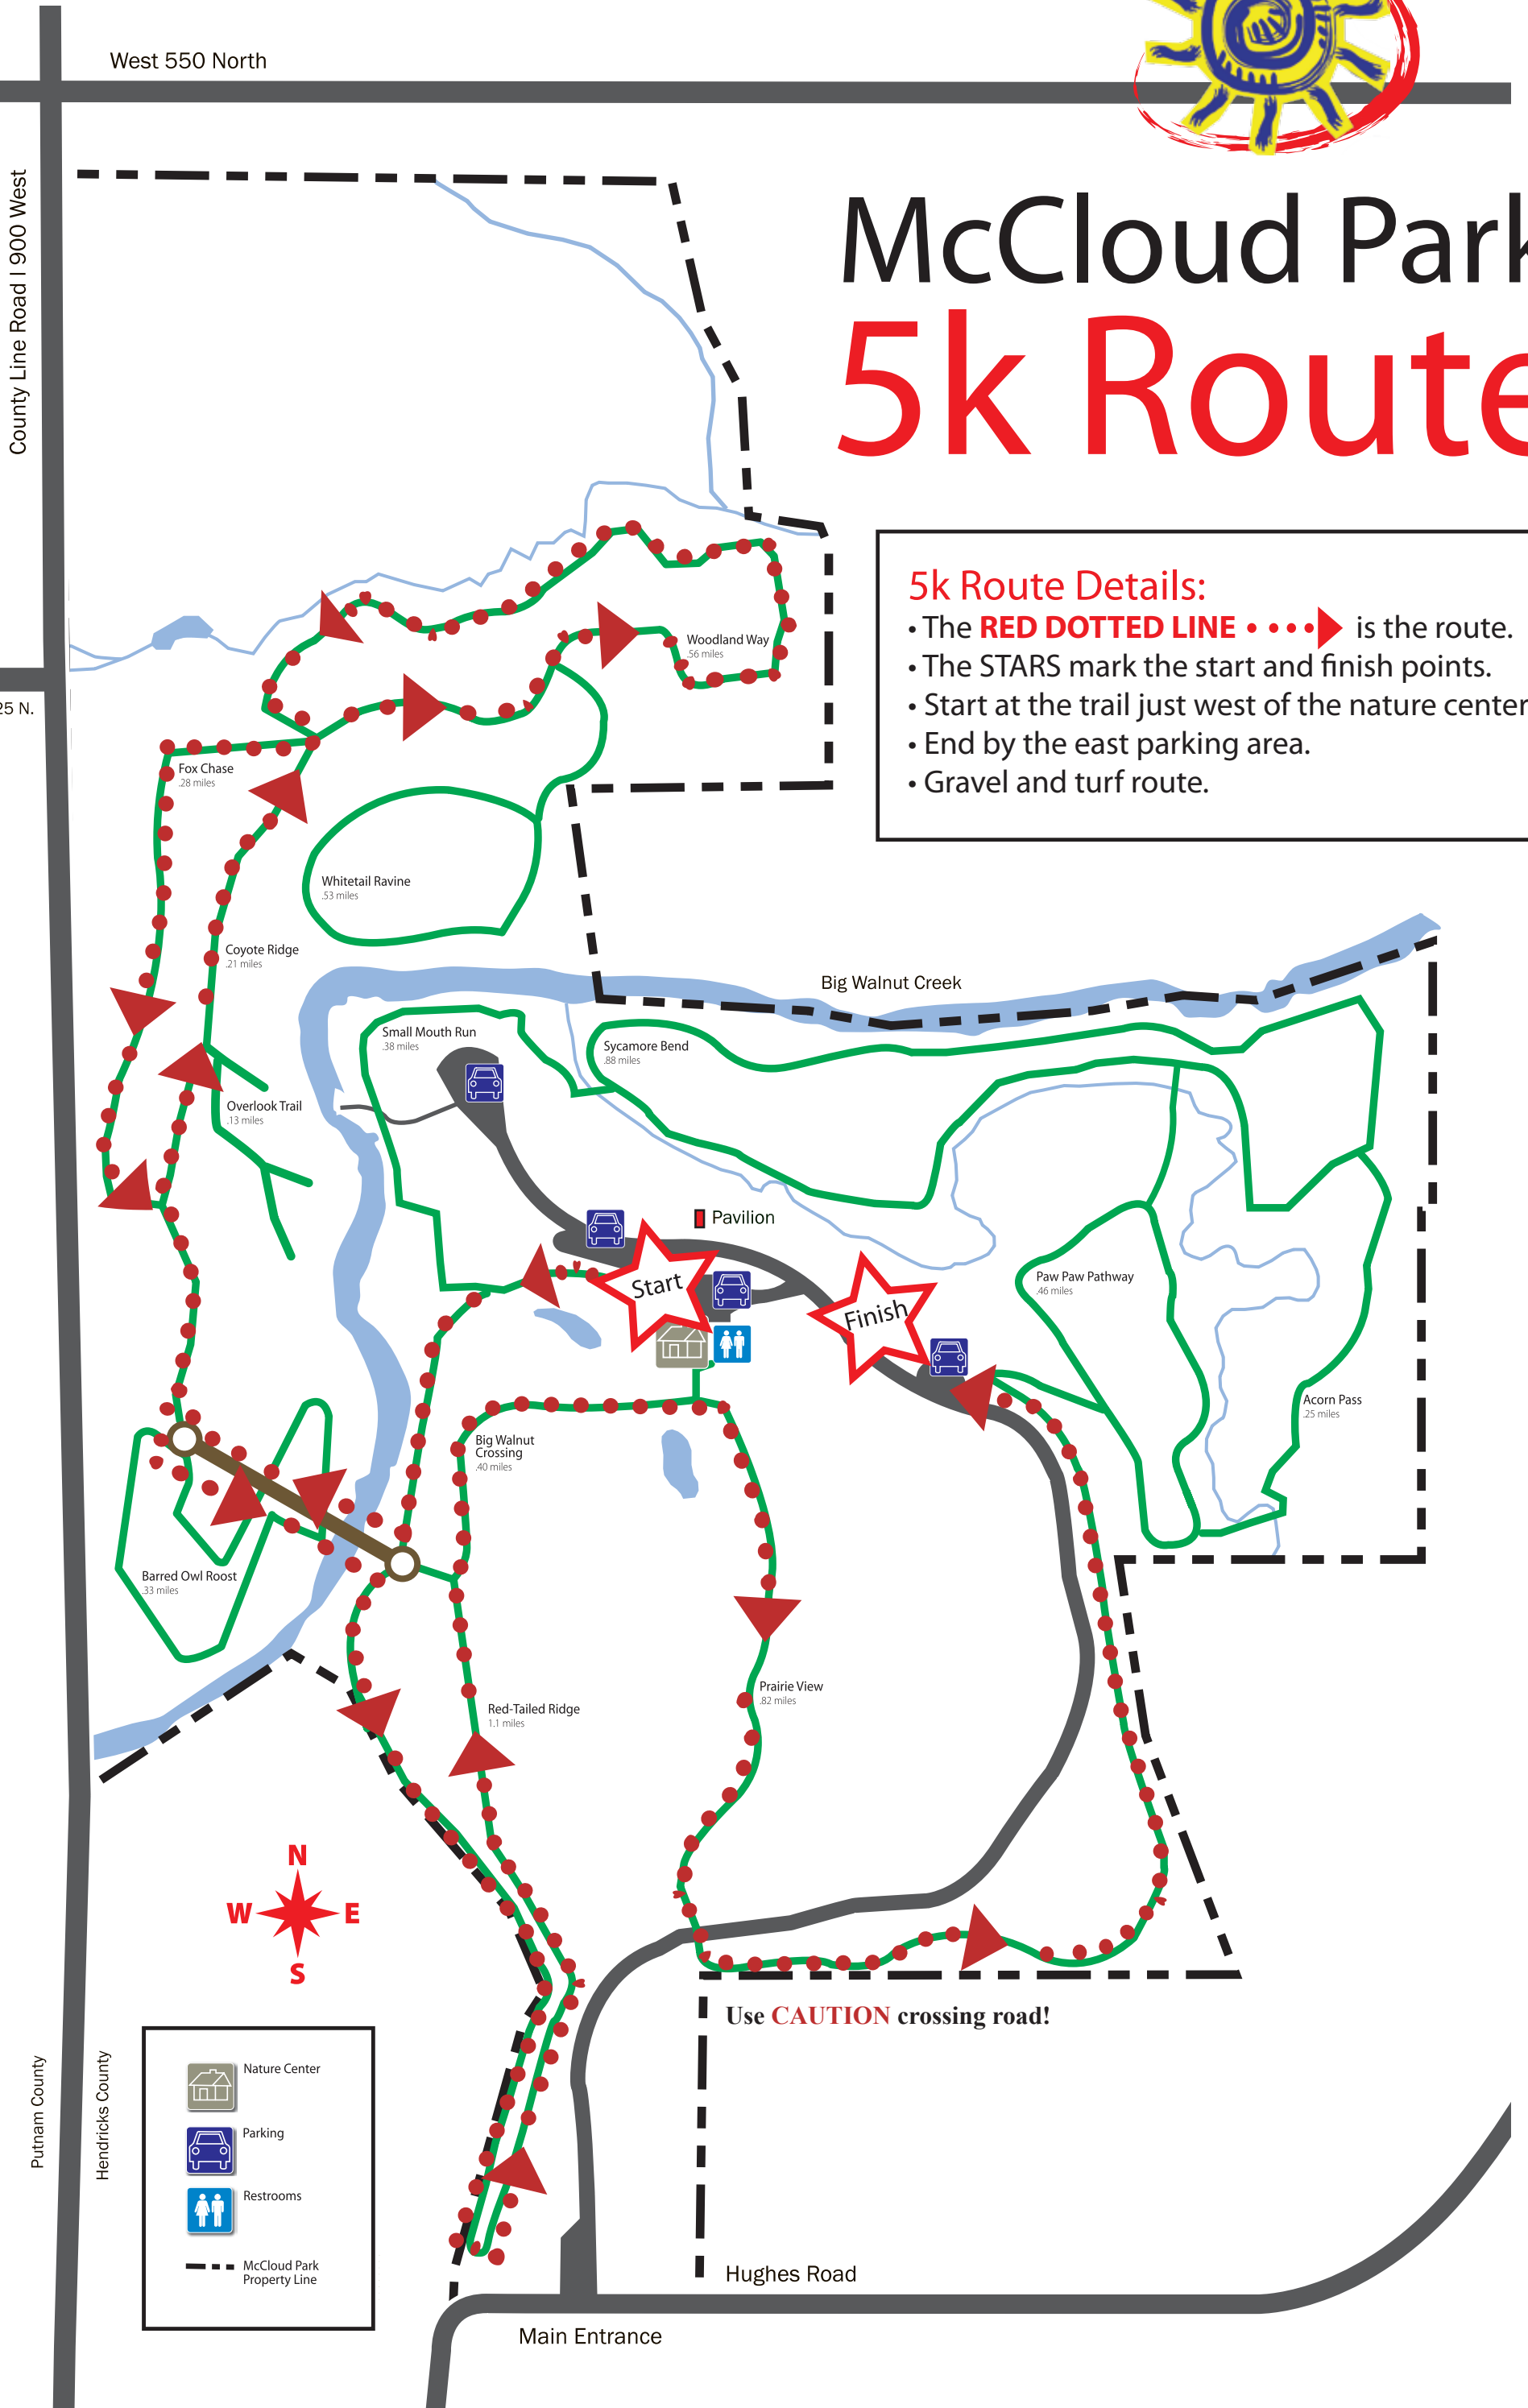 West 550 North
County Line Road I 900 West
McCloud Park
5k Route
5k Route Details:
• The RED DOTTED LINE is the route.
• The STARS mark the start and finish points.
• Start at the trail just west of the nature center
• End by the east parking area.
• Gravel and turf route.
Woodland Way
.56 miles
25 N.
Fox Chase
.28 miles
Whitetail Ravine
.53 miles
Coyote Ridge
.21 miles
Big Walnut Creek
Small Mouth Run
.38 miles
Sycamore Bend
.88 miles
Overlook Trail
.13 miles
Pavilion
Start
Finish
Paw Paw Pathway
.46 miles
Acorn Pass
.25 miles
Big Walnut
Crossing
.40 miles
Barred Owl Roost
.33 miles
Prairie View
.82 miles
Red-Tailed Ridge
1.1 miles
N
W E
S
Use CAUTION crossing road!
Putnam County
Hendricks County
Nature Center
Parking
Restrooms
McCloud Park
Property Line
Hughes Road
Main Entrance